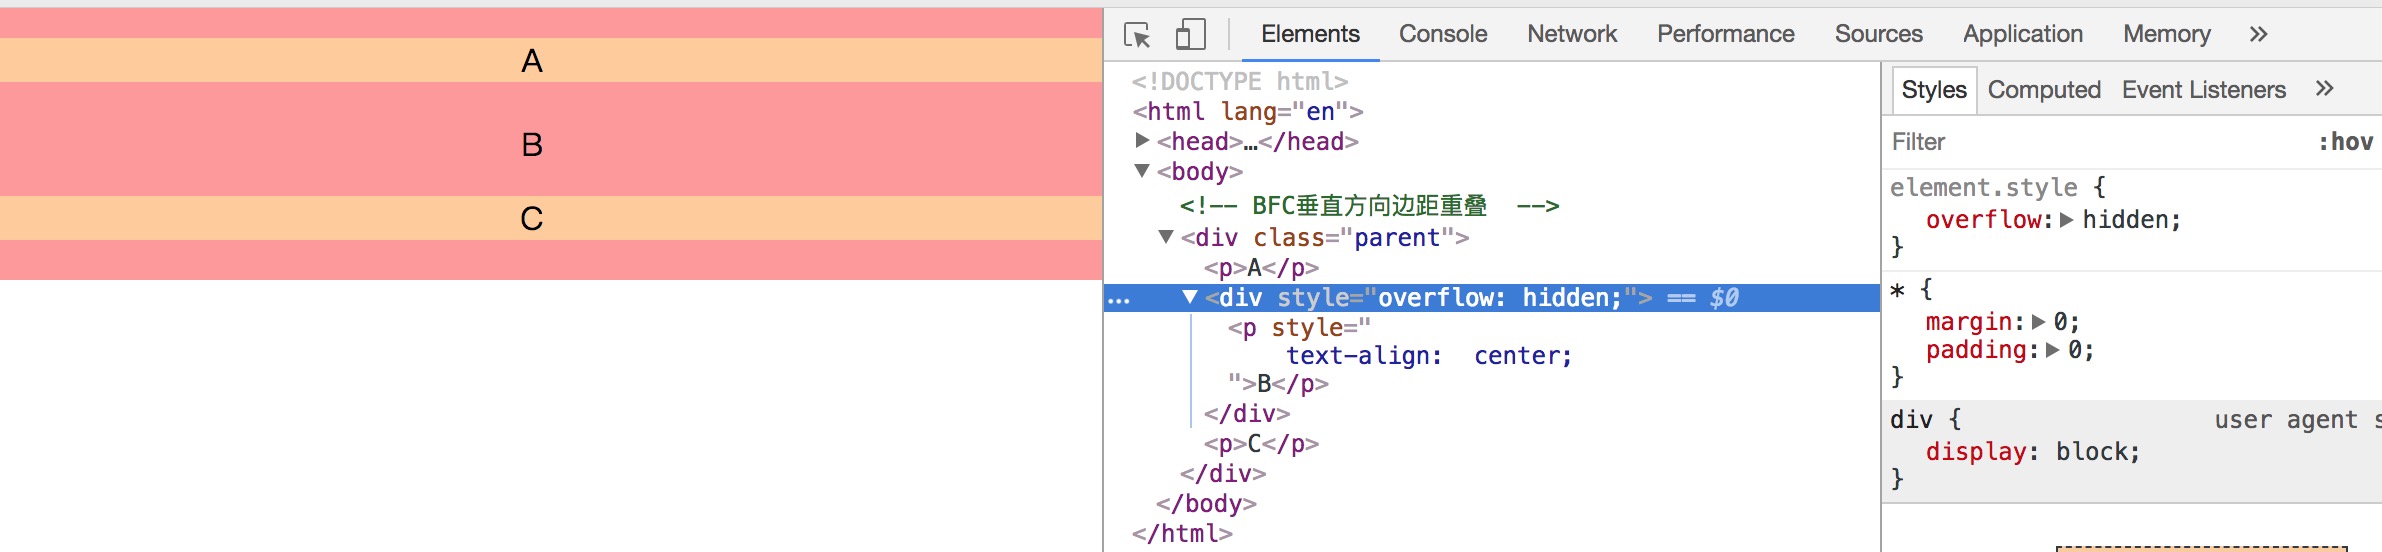 A
B
C
Elements Console Network Performance Sources Application Memory »
<!DOCTYPE html>
<html lang="en">
▶<head>…</head>
▼<body>
<!-- BFC垂直方向边距重叠  -->
▼<div class="parent">
<p>A</p>
… ▼<div style="overflow: hidden;"> == $0
<p style="
text-align:  center;
">B</p>
</div>
<p>C</p>
</div>
</body>
</html>
Styles Computed Event Listeners »
Filter :hov
element.style {
overflow:▶ hidden;
}
* {
margin:▶ 0;
padding:▶ 0;
}
div { user agent s
display: block;
}